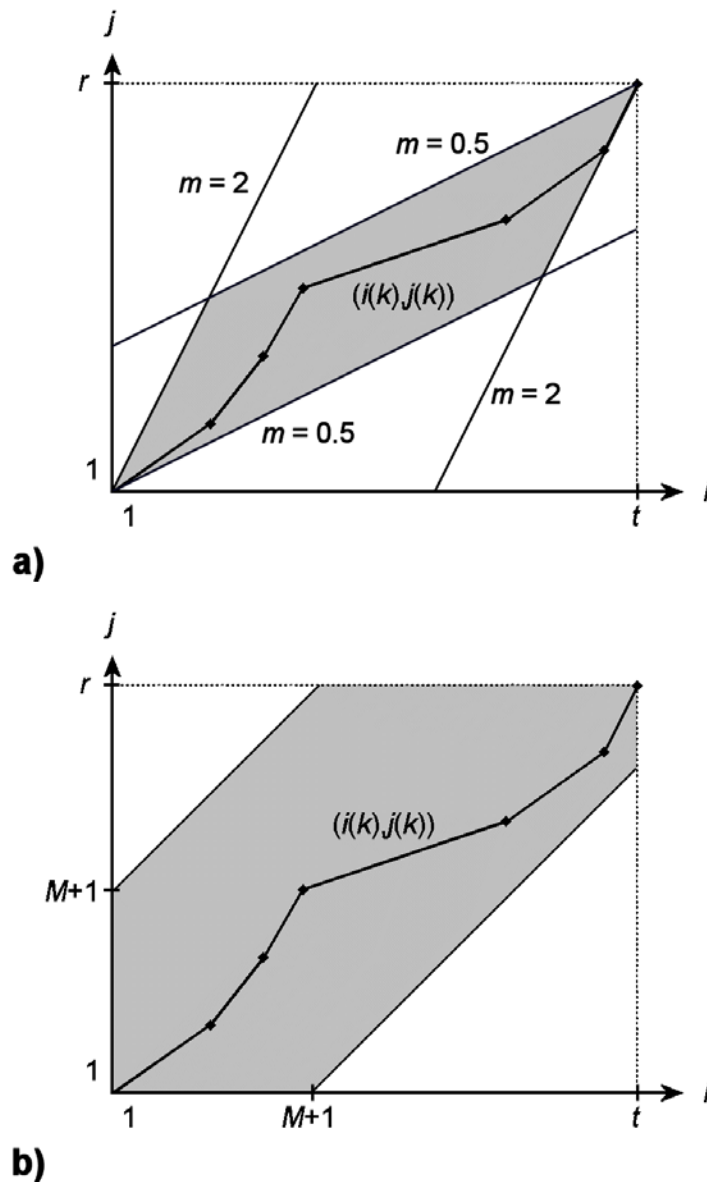 j
r
m = 0.5
m = 2
(i(k),j(k))
m = 2
m = 0.5
1
1
t
a)
j
r
(i(k),j(k))
M+1
1
1
M+1
t
b)